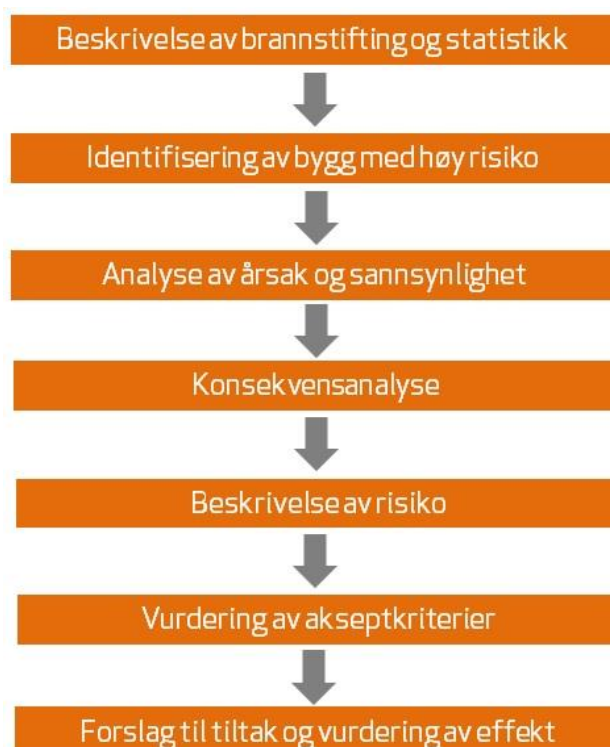 Beskrivelse av brannstifting og statistikk
Identifisering av bygg med høy risiko
Analyse av årsak og sannsynlighet
Konsekvensanalyse
Beskrivelse av risiko
Vurdering av akseptkriterier
Forslag til tiltak og vurdering av effekt